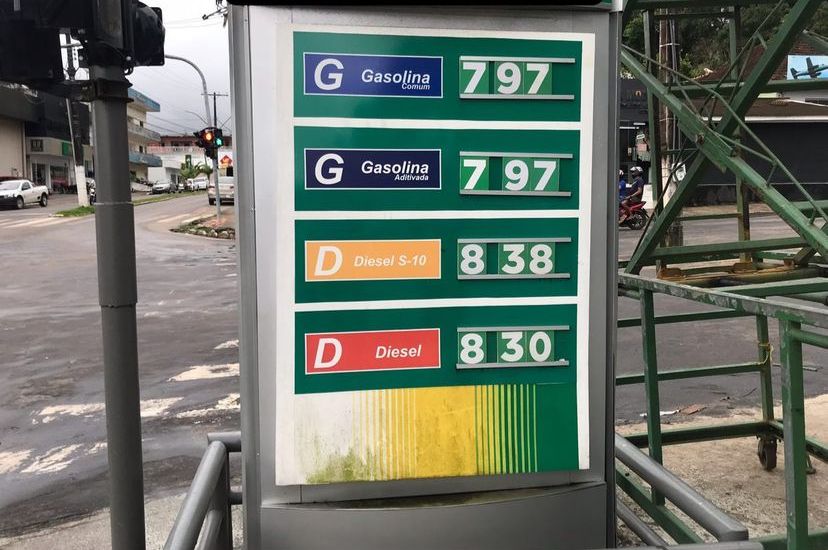 G Gasolina Comum 7 97
G Gasolina Aditivada 7 97
D Diesel S-10 8 38
D Diesel 8 30